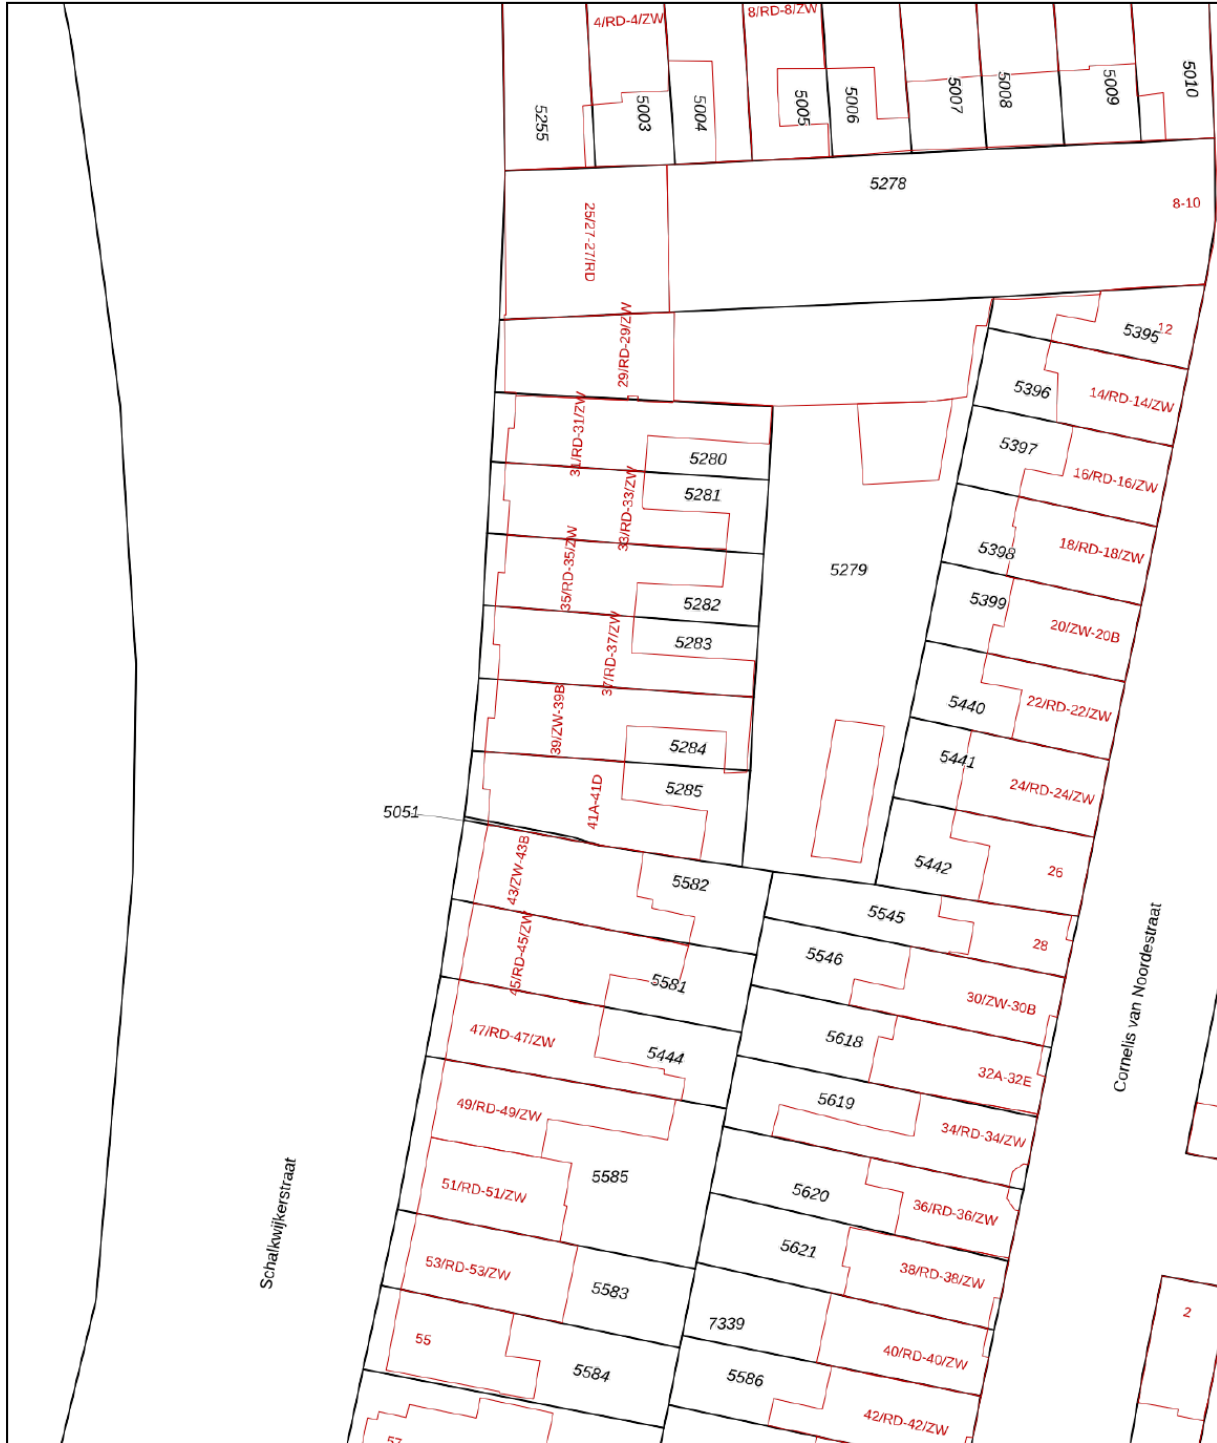 4/RD-4/ZW
8/RD-8/ZW
5255
5003
5004
5005
5006
5007
5008
5009
5010
5278
8-10
25/27-27/RD
29/RD-29/ZW
5395
12
5396
14/RD-14/ZW
31/RD-31/ZW
5280
5397
16/RD-16/ZW
5281
33/RD-33/ZW
5398
18/RD-18/ZW
35/RD-35/ZW
5279
5282
5399
20/ZW-20B
5283
37/RD-37/ZW
5440
22/RD-22/ZW
39/ZW-39B
5284
5441
24/RD-24/ZW
5285
41A-41D
5051
43/ZW-43B
5582
5442
26
5545
28
45/RD-45/ZW
5581
5546
30/ZW-30B
47/RD-47/ZW
5444
5618
32A-32E
Cornelis van Noordestraat
49/RD-49/ZW
5619
34/RD-34/ZW
5585
51/RD-51/ZW
5620
36/RD-36/ZW
Schalkwijkerstraat
53/RD-53/ZW
5583
5621
38/RD-38/ZW
7339
2
55
5584
40/RD-40/ZW
5586
42/RD-42/ZW
57